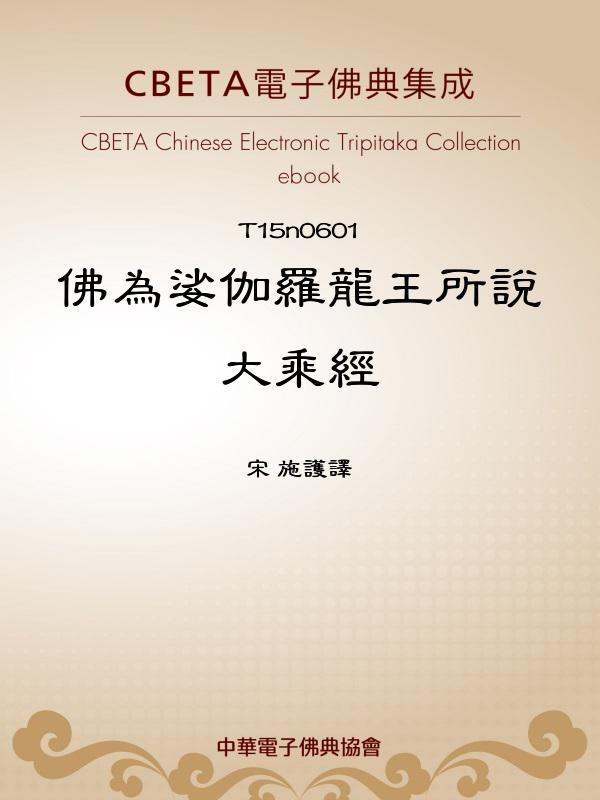 CBETA電子佛典集成
CBETA Chinese Electronic Tripitaka Collection
ebook
T15n0601
佛為娑伽羅龍王所說
大乘經
宋 施護譯
中華電子佛典協會